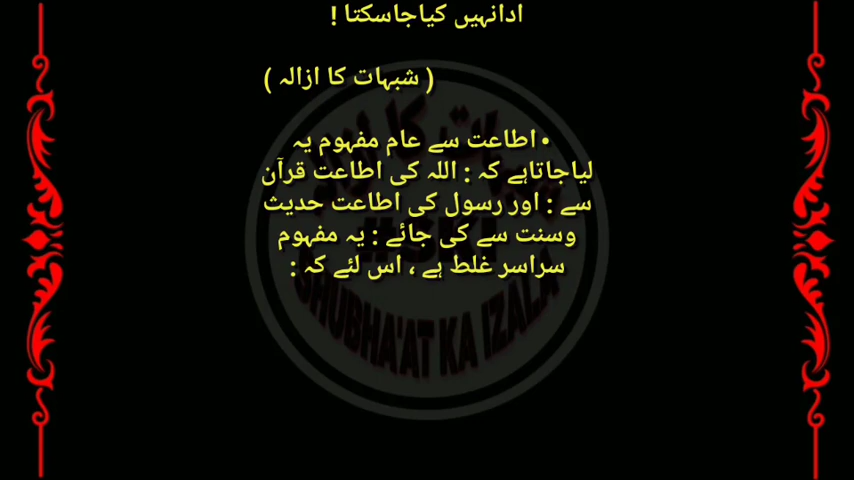 ادانہیں کیاجاسکتا !
( شبہات کا ازالہ )
• اطاعت سے عام مفہوم یہ
لیاجاتاہے کہ : اللہ کی اطاعت قرآن
سے : اور رسول کی اطاعت حدیث
وسنت سے کی جائے : یہ مفہوم
سراسر غلط ہے ، اس لئے کہ :
SHUBHA'AT KA IZALA